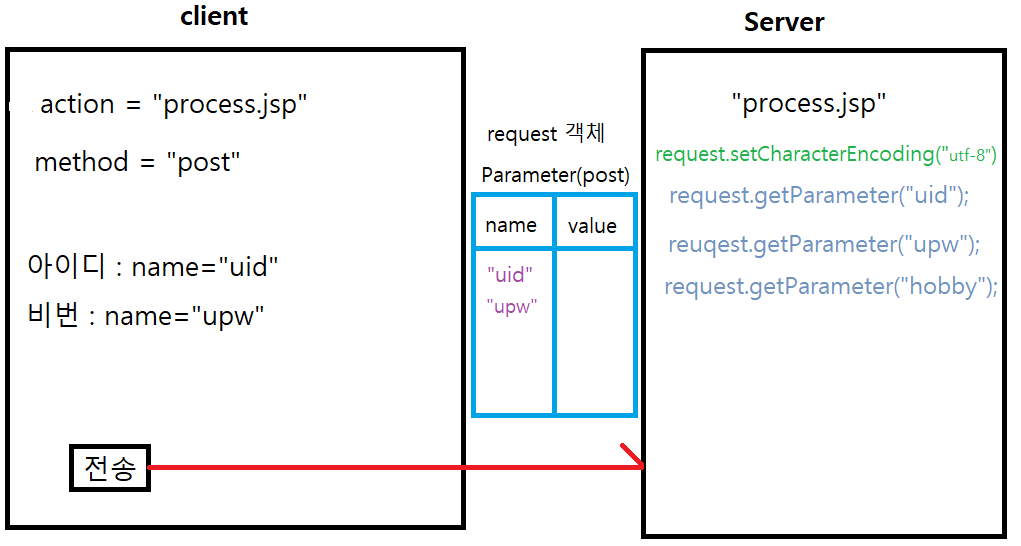 client
action = "process.jsp"
method = "post"
아이디 : name="uid"
비번 : name="upw"
전송
request 객체
Parameter(post)
name value
"uid"
"upw"
Server
"process.jsp"
request.setCharacterEncoding("utf-8")
request.getParameter("uid");
reuqest.getParameter("upw");
request.getParameter("hobby");